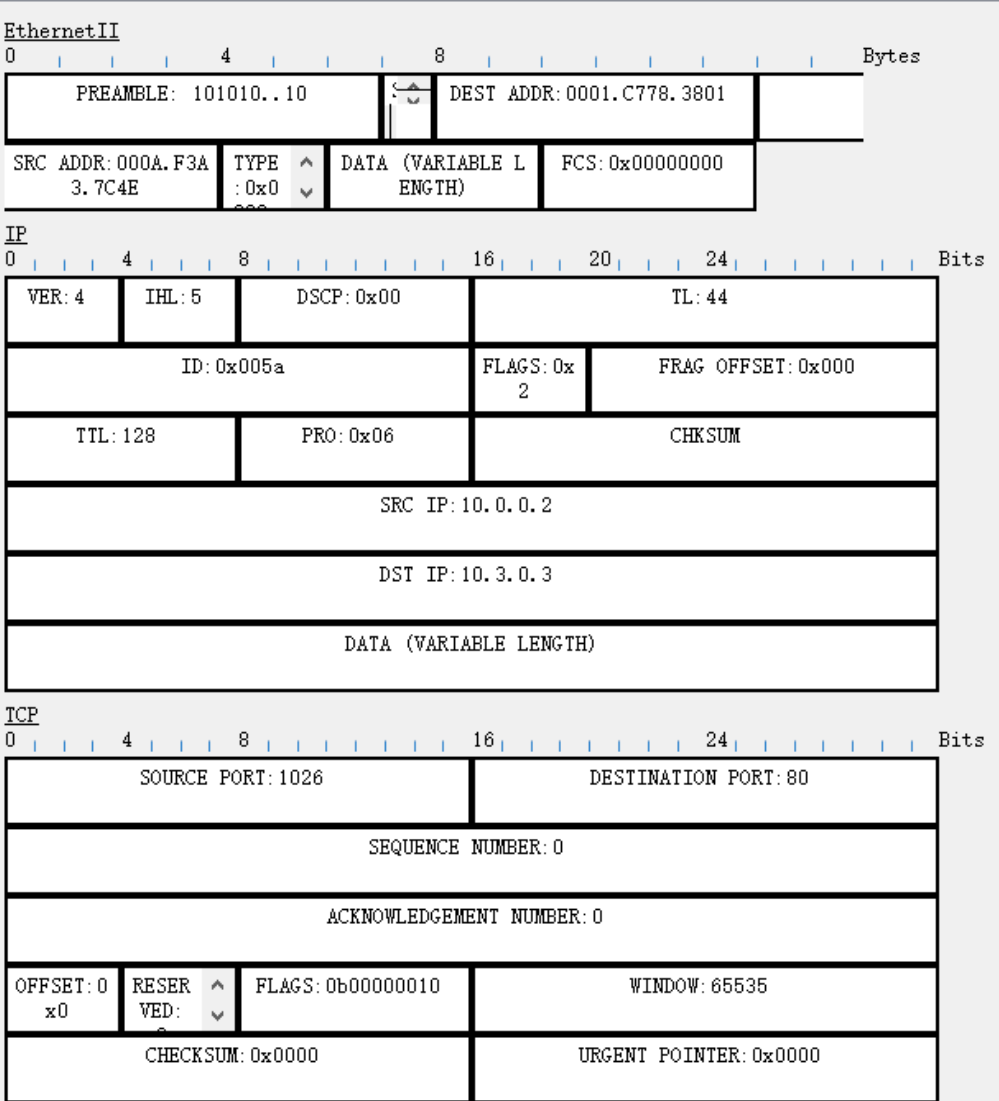 EthernetII
0 4 8 Bytes
PREAMBLE: 101010..10 DEST ADDR:0001.C778.3801
SRC ADDR:000A.F3A TYPE DATA (VARIABLE L FCS:0x00000000
3.7C4E :0x0 ENGTH)
IP
0 4 8 16 20 24 Bits
VER:4 IHL:5 DSCP:0x00 TL:44
ID:0x005a FLAGS:0x FRAG OFFSET:0x000
2
TTL:128 PRO:0x06 CHKSUM
SRC IP:10.0.0.2
DST IP:10.3.0.3
DATA (VARIABLE LENGTH)
TCP
0 4 8 16 24 Bits
SOURCE PORT:1026 DESTINATION PORT:80
SEQUENCE NUMBER:0
ACKNOWLEDGEMENT NUMBER:0
OFFSET:0 RESER FLAGS:0b00000010 WINDOW:65535
x0 VED:
CHECKSUM:0x0000 URGENT POINTER:0x0000